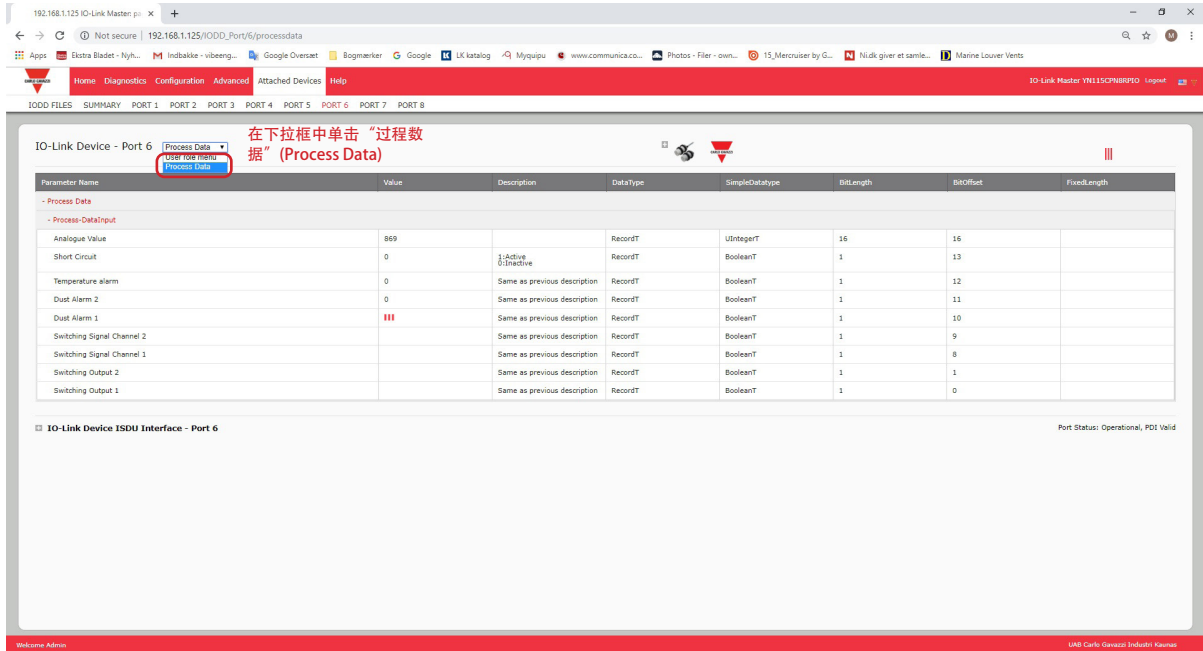 192.168.1.125 IO-Link Master: pa
Not secure | 192.168.1.125/IODD_Port/6/processdata
Apps Ekstra Bladet - Nyh... Indbakke - vibeeng... Google Oversæt Bogmærker Google LK katalog Myquipu www.communica.co... Photos - Filer - own... 15_Mercruiser by G... Ni.dk giver et samle... Marine Louver Vents
CARLO GAVAZZI Home Diagnostics Configuration Advanced Attached Devices Help IO-Link Master YN115CPN8RPIO Logout
IODD FILES SUMMARY PORT 1 PORT 2 PORT 3 PORT 4 PORT 5 PORT 6 PORT 7 PORT 8
IO-Link Device - Port 6 Process Data
User role menu
Process Data
在下拉框中单击“过程数
据”(Process Data)
CARLO GAVAZZI
Parameter Name Value Description DataType SimpleDatatype BitLength BitOffset FixedLength
- Process Data
- Process-DataInput
Analogue Value 869 RecordT UIntegerT 16 16
Short Circuit 0 1:Active 0:Inactive RecordT BooleanT 1 13
Temperature alarm 0 Same as previous description RecordT BooleanT 1 12
Dust Alarm 2 0 Same as previous description RecordT BooleanT 1 11
Dust Alarm 1 Same as previous description RecordT BooleanT 1 10
Switching Signal Channel 2 Same as previous description RecordT BooleanT 1 9
Switching Signal Channel 1 Same as previous description RecordT BooleanT 1 8
Switching Output 2 Same as previous description RecordT BooleanT 1 1
Switching Output 1 Same as previous description RecordT BooleanT 1 0
IO-Link Device ISDU Interface - Port 6 Port Status: Operational, PDI Valid
Welcome Admin UAB Carlo Gavazzi Industri Kaunas